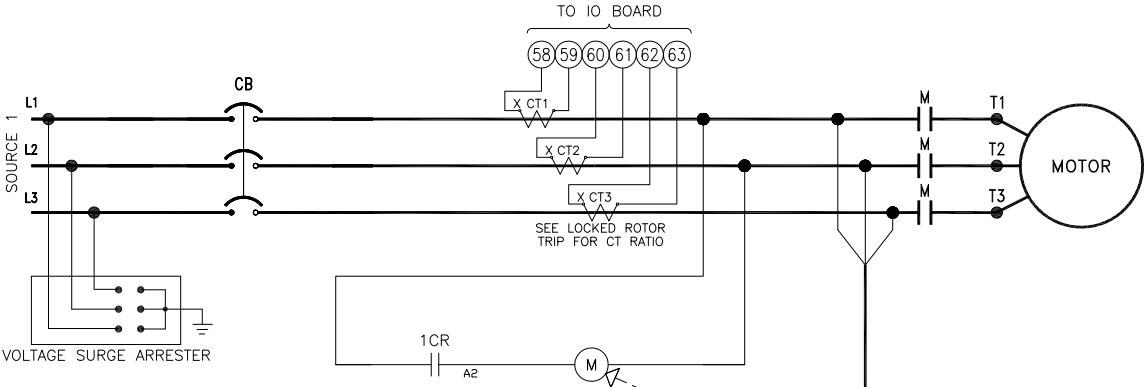 TO IO BOARD
58 59 60 61 62 63
CB
L1
X CT1
M
T1
SOURCE 1
L2
X CT2
M
T2
MOTOR
L3
X CT3
M
T3
SEE LOCKED ROTOR
TRIP FOR CT RATIO
1CR
A2
M
VOLTAGE SURGE ARRESTER